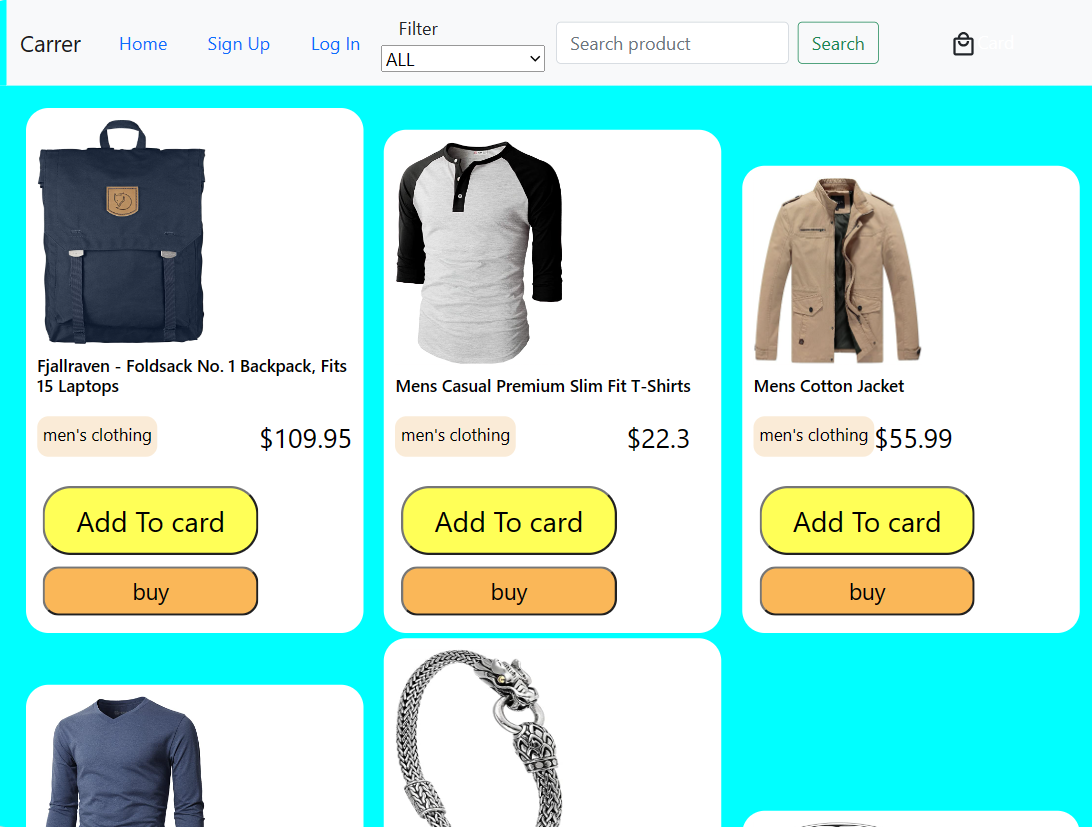 Carrer
Home
Sign Up
Log In
Filter
ALL
Search product
Search
Card
Fjallraven - Foldsack No. 1 Backpack, Fits
15 Laptops
men's clothing
$109.95
Add To card
buy
Mens Casual Premium Slim Fit T-Shirts
men's clothing
$22.3
Add To card
buy
Mens Cotton Jacket
men's clothing
$55.99
Add To card
buy